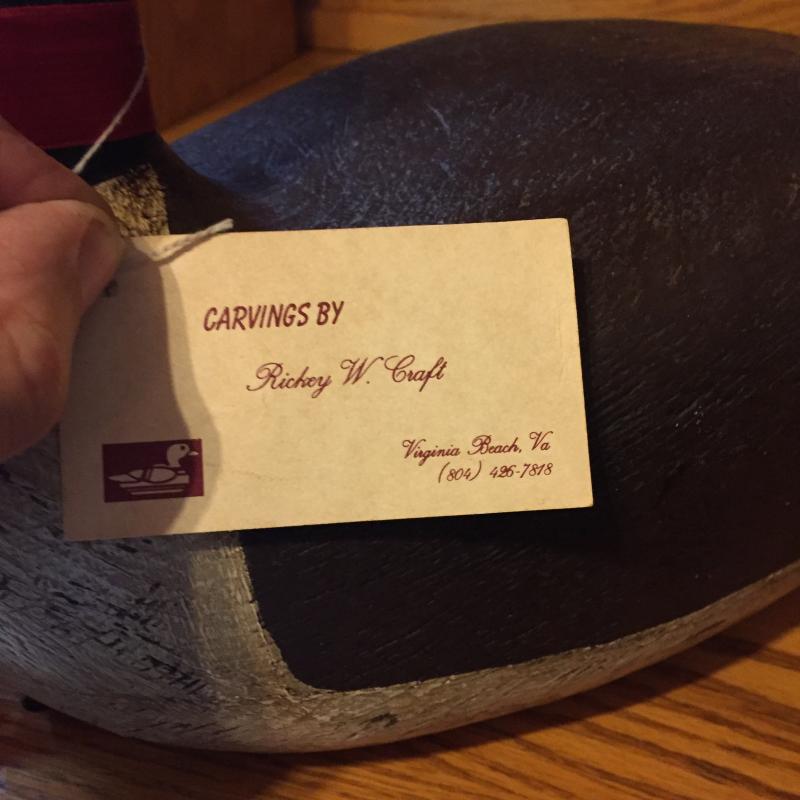 CARVINGS BY
Rickey W. Craft
Virginia Beach, Va
(804) 426-7818